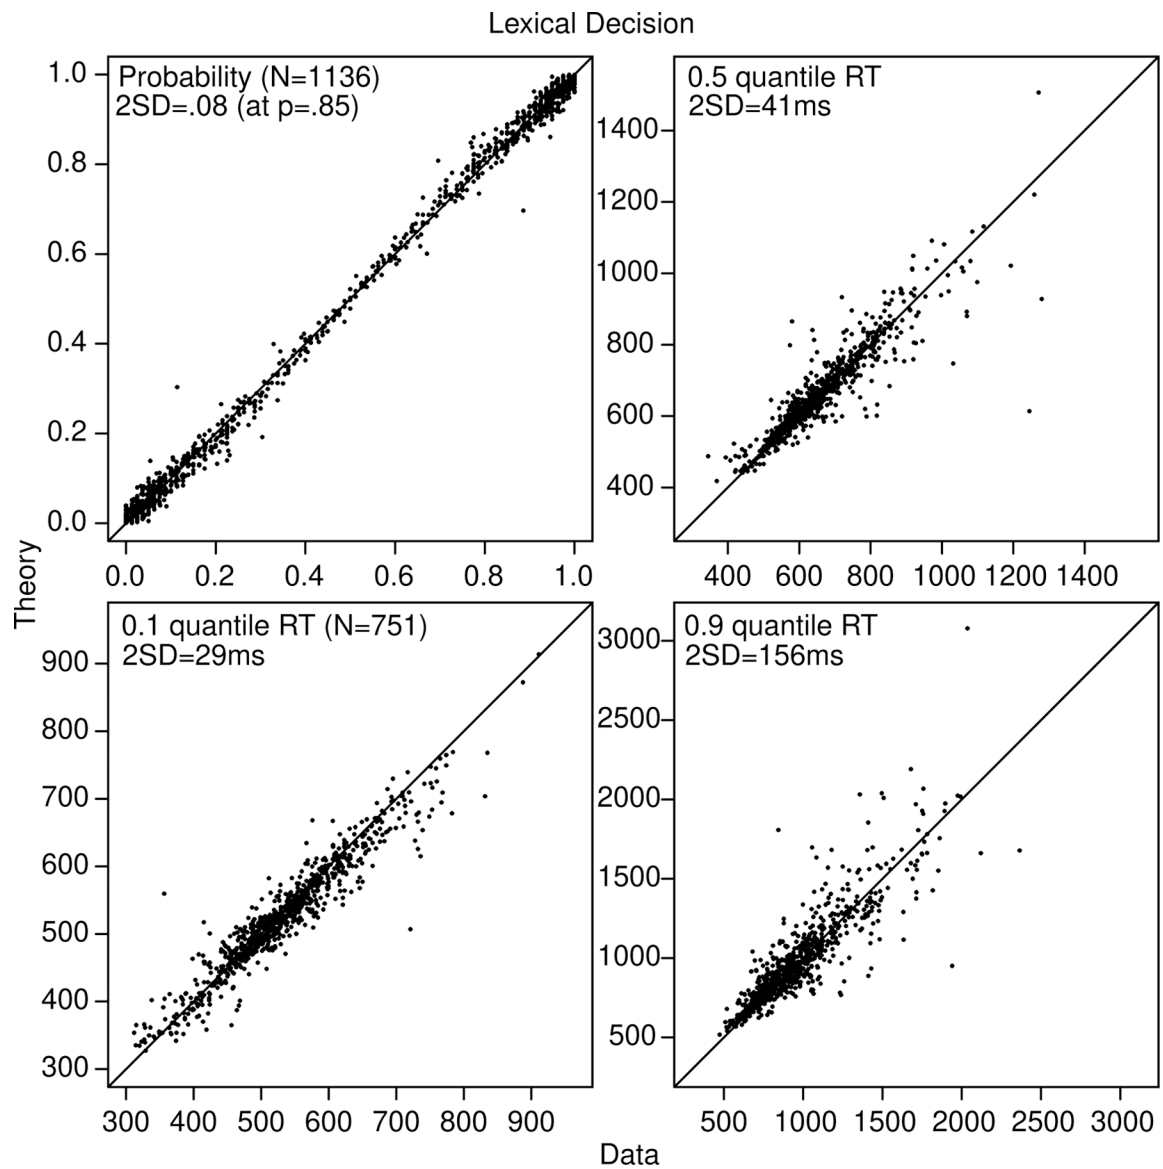 Lexical Decision
Probability (N=1136)
2SD=.08 (at p=.85)
1.0
0.8
0.6
0.4
0.2
0.0
0.0 0.2 0.4 0.6 0.8 1.0
0.5 quantile RT
2SD=41ms
1400
1200
1000
800
600
400
400 600 800 1000 1200 1400
Theory
0.1 quantile RT (N=751)
2SD=29ms
900
800
700
600
500
400
300
300 400 500 600 700 800 900
0.9 quantile RT
2SD=156ms
3000
2500
2000
1500
1000
500
500 1000 1500 2000 2500 3000
Data